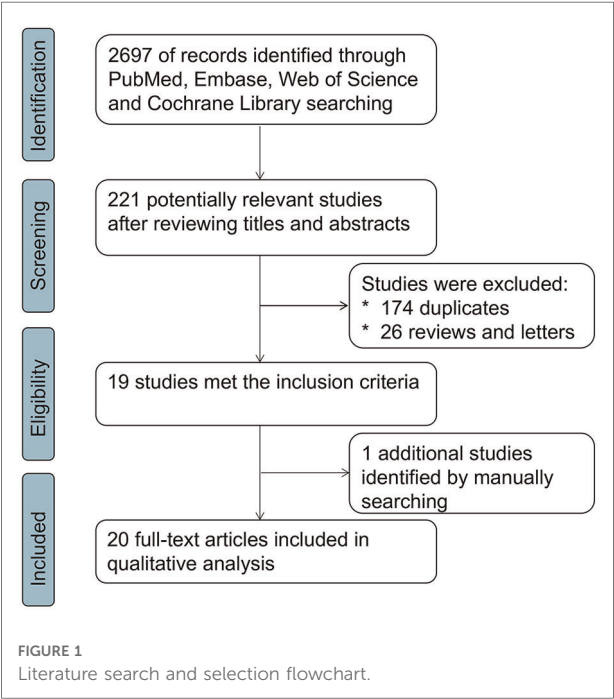 Identification
2697 of records identified through
PubMed, Embase, Web of Science
and Cochrane Library searching
Screening
221 potentially relevant studies
after reviewing titles and abstracts
Studies were excluded:
* 174 duplicates
* 26 reviews and letters
Eligibility
19 studies met the inclusion criteria
1 additional studies
identified by manually
searching
Included
20 full-text articles included in
qualitative analysis
FIGURE 1
Literature search and selection flowchart.